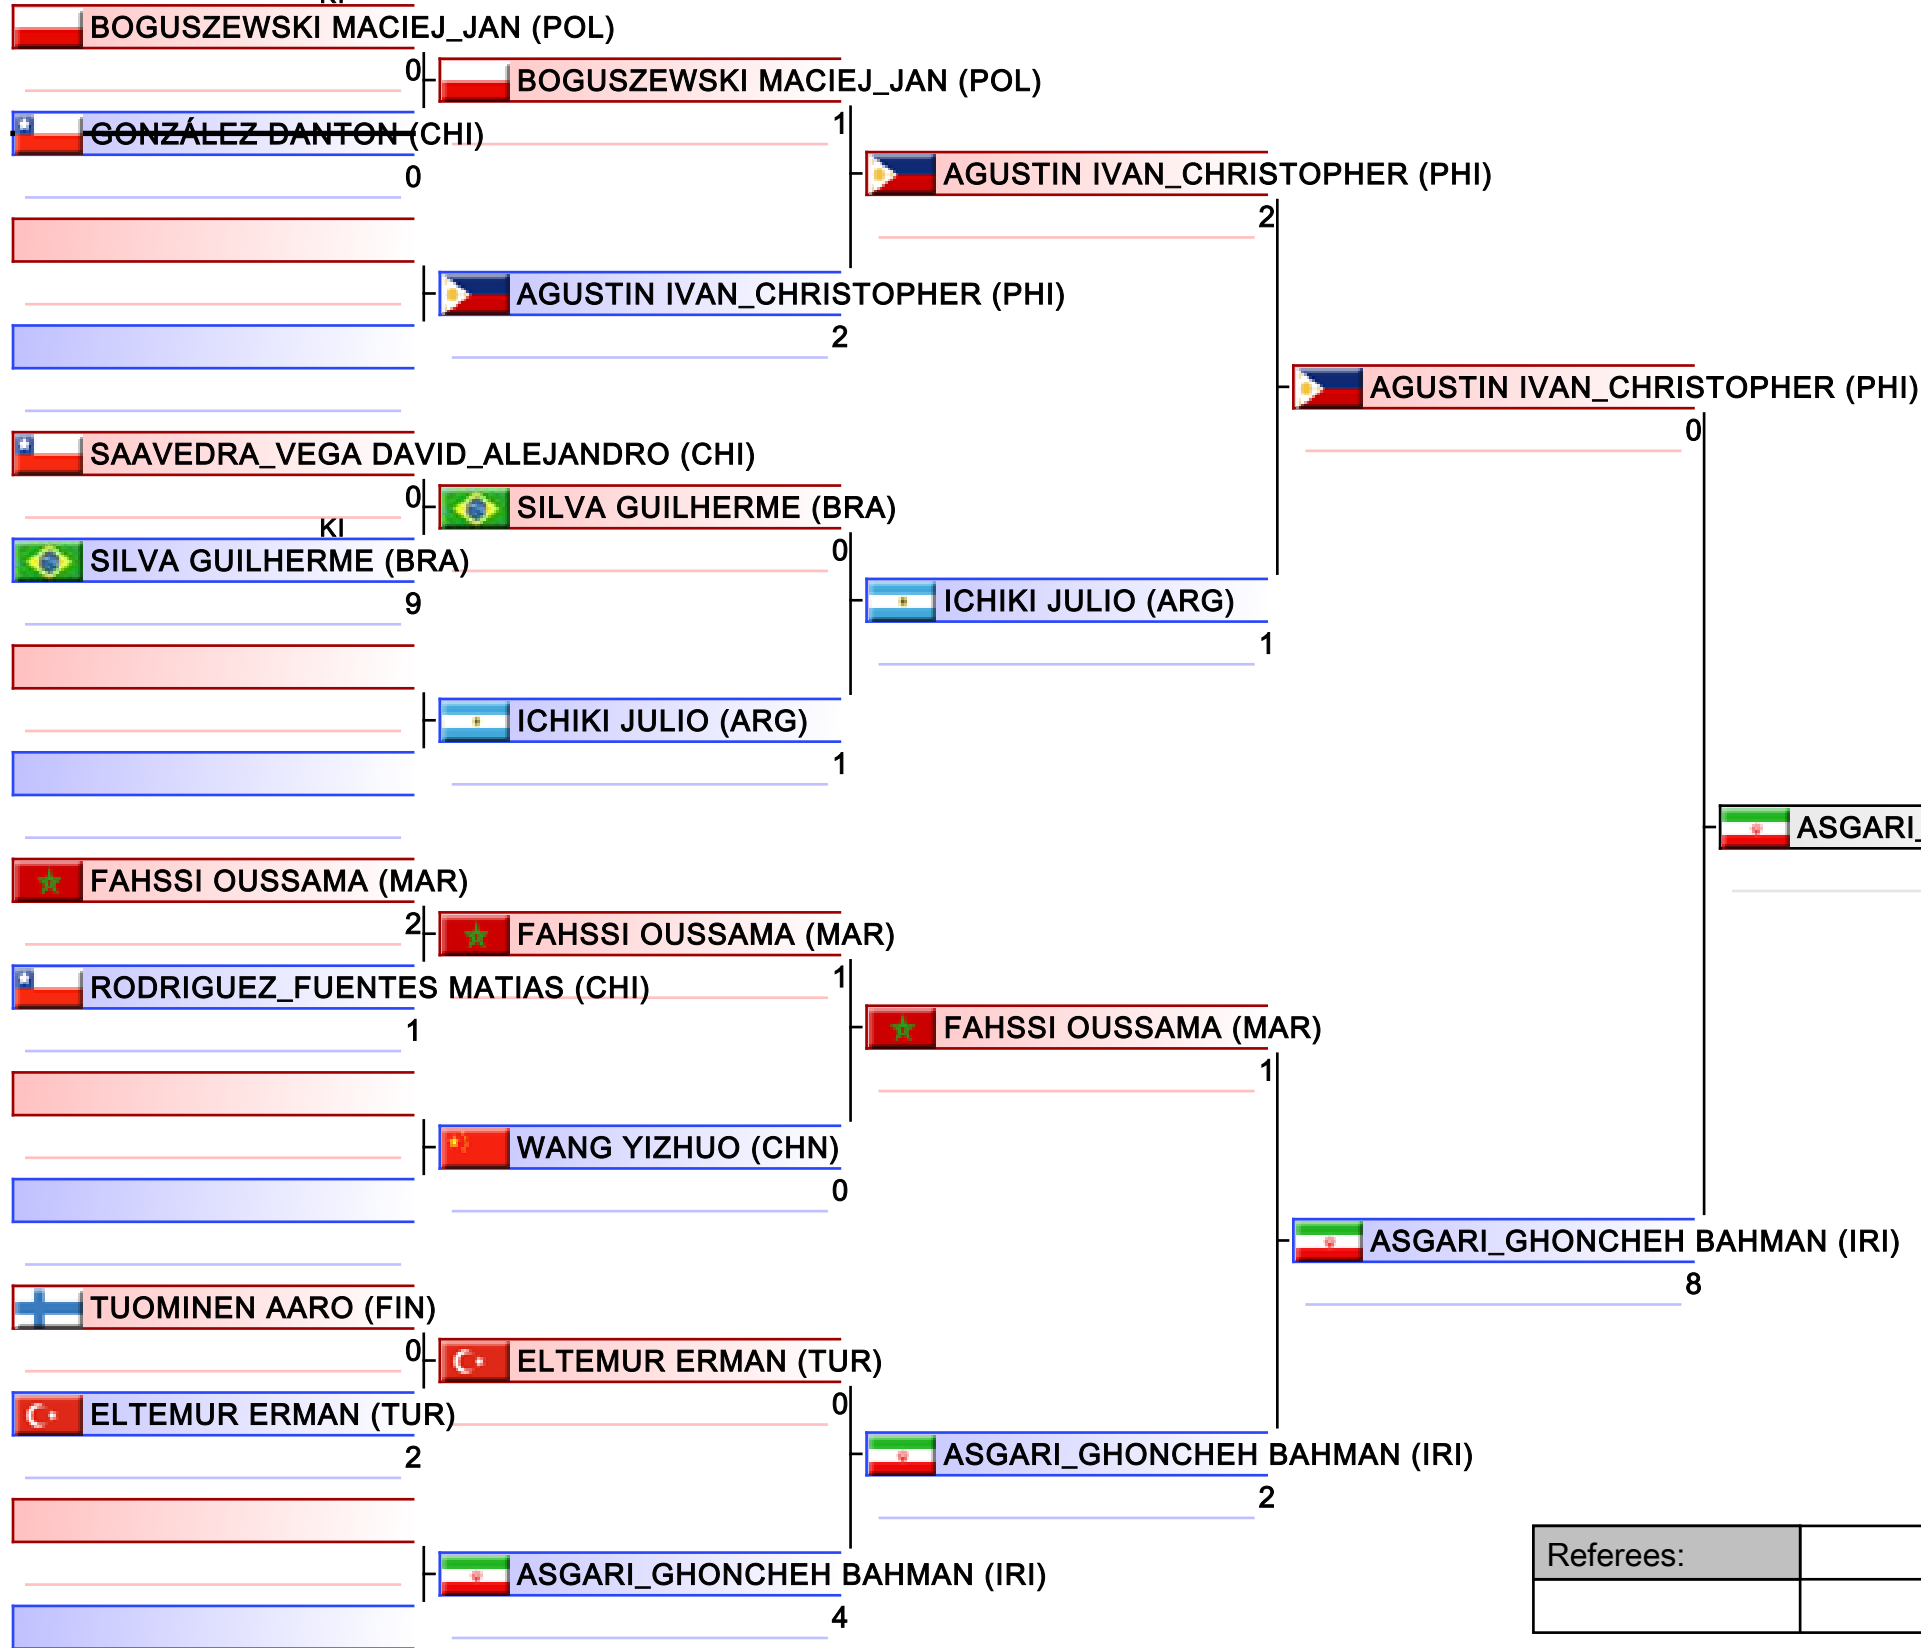 KI
BOGUSZEWSKI MACIEJ_JAN (POL)
0
BOGUSZEWSKI MACIEJ_JAN (POL)
1
GONZÁLEZ DANTON (CHI)
0
AGUSTIN IVAN_CHRISTOPHER (PHI)
2
AGUSTIN IVAN_CHRISTOPHER (PHI)
2
AGUSTIN IVAN_CHRISTOPHER (PHI)
0
SAAVEDRA_VEGA DAVID_ALEJANDRO (CHI)
0
SILVA GUILHERME (BRA)
0
KI
SILVA GUILHERME (BRA)
9
ICHIKI JULIO (ARG)
1
ICHIKI JULIO (ARG)
1
ASGARI_
FAHSSI OUSSAMA (MAR)
2
FAHSSI OUSSAMA (MAR)
1
RODRIGUEZ_FUENTES MATIAS (CHI)
1
FAHSSI OUSSAMA (MAR)
1
WANG YIZHUO (CHN)
0
ASGARI_GHONCHEH BAHMAN (IRI)
8
TUOMINEN AARO (FIN)
0
ELTEMUR ERMAN (TUR)
0
ELTEMUR ERMAN (TUR)
2
ASGARI_GHONCHEH BAHMAN (IRI)
2
ASGARI_GHONCHEH BAHMAN (IRI)
4
Referees: